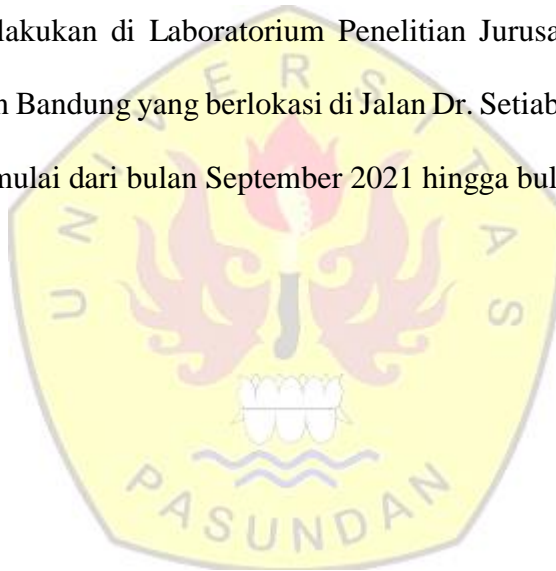 lakukan di Laboratorium Penelitian Jurusa
n Bandung yang berlokasi di Jalan Dr. Setiab
mulai dari bulan September 2021 hingga bul
UNIVERSITAS
PASUNDAN